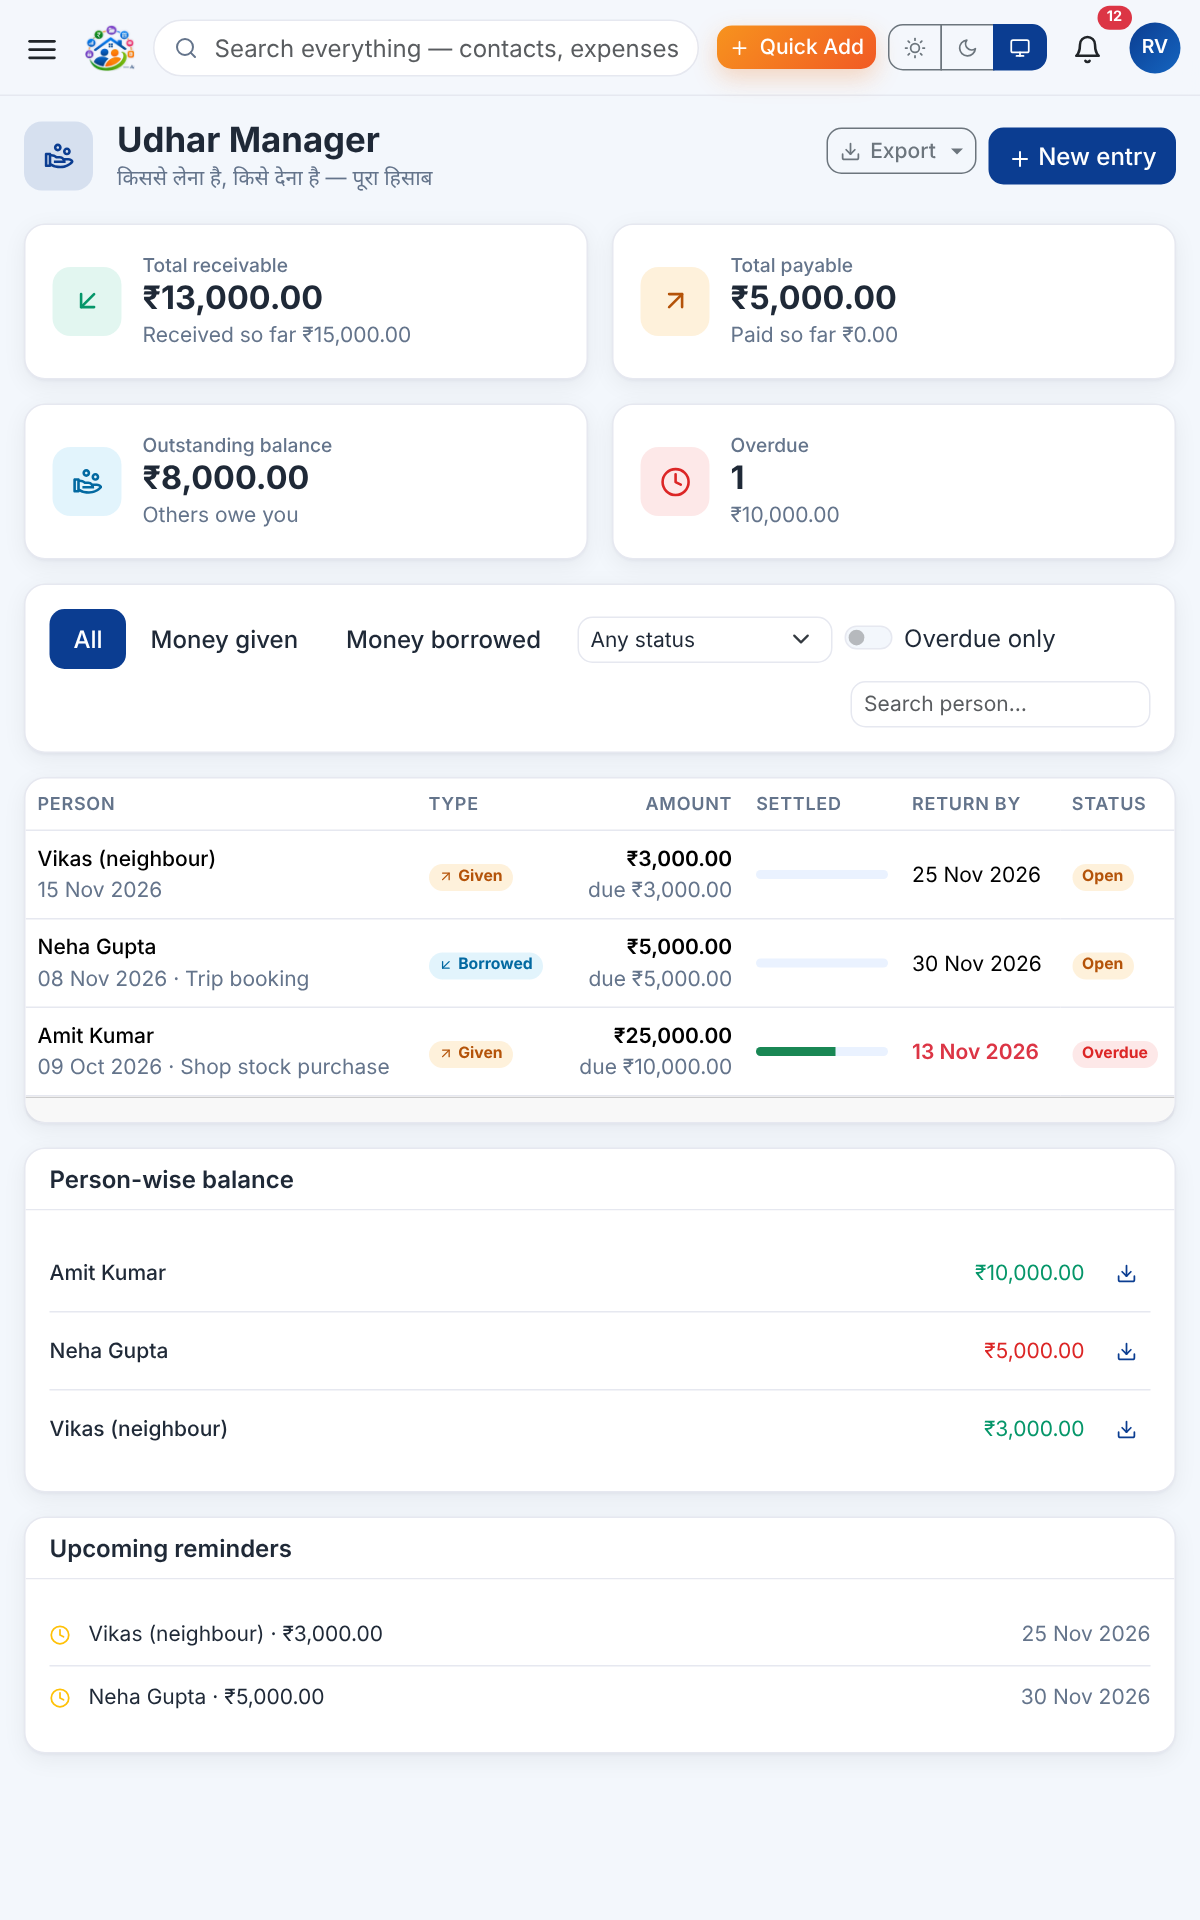 Search everything — contacts, expenses
+ Quick Add
12
RV
Udhar Manager
किससे लेना है, किसे देना है — पूरा हिसाब
Export
+ New entry
Total receivable
₹13,000.00
Received so far ₹15,000.00
Total payable
₹5,000.00
Paid so far ₹0.00
Outstanding balance
₹8,000.00
Others owe you
Overdue
1
₹10,000.00
All
Money given
Money borrowed
Any status
Overdue only
Search person...
PERSON TYPE AMOUNT SETTLED RETURN BY STATUS
Vikas (neighbour)
15 Nov 2026
Given
₹3,000.00
due ₹3,000.00
25 Nov 2026
Open
Neha Gupta
08 Nov 2026 · Trip booking
Borrowed
₹5,000.00
due ₹5,000.00
30 Nov 2026
Open
Amit Kumar
09 Oct 2026 · Shop stock purchase
Given
₹25,000.00
due ₹10,000.00
13 Nov 2026
Overdue
Person-wise balance
Amit Kumar ₹10,000.00
Neha Gupta ₹5,000.00
Vikas (neighbour) ₹3,000.00
Upcoming reminders
Vikas (neighbour) · ₹3,000.00 25 Nov 2026
Neha Gupta · ₹5,000.00 30 Nov 2026